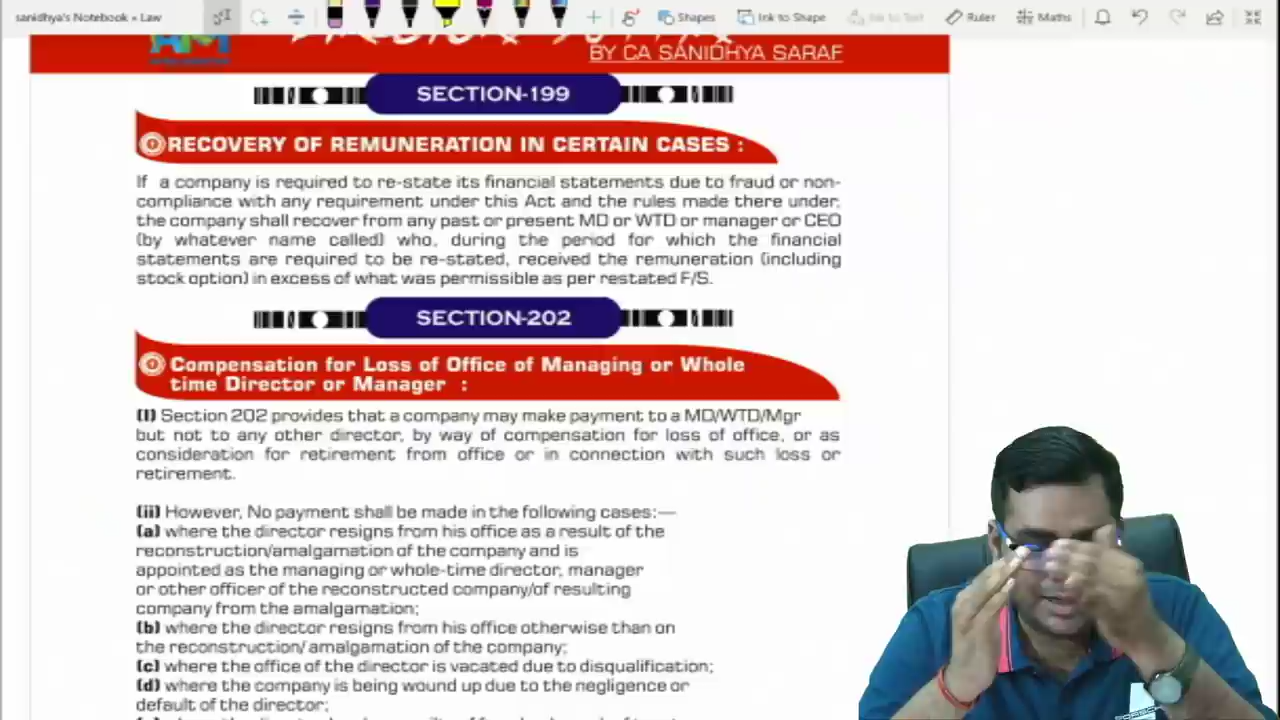 sanidhya's Notebook » Law
Shapes
Ink to Shape
Ink to Text
Ruler
Maths
BY CA SANIDHYA SARAF
SECTION-199
RECOVERY OF REMUNERATION IN CERTAIN CASES :
If a company is required to re-state its financial statements due to fraud or non-
compliance with any requirement under this Act and the rules made there under,
the company shall recover from any past or present MD or WTD or manager or CEO
(by whatever name called) who, during the period for which the financial
statements are required to be re-stated, received the remuneration (including
stock option) in excess of what was permissible as per restated F/S.
SECTION-202
Compensation for Loss of Office of Managing or Whole
time Director or Manager :
(I) Section 202 provides that a company may make payment to a MD/WTD/Mgr
but not to any other director, by way of compensation for loss of office, or as
consideration for retirement from office or in connection with such loss or
retirement.
(ii) However, No payment shall be made in the following cases:—
(a) where the director resigns from his office as a result of the
reconstruction/amalgamation of the company and is
appointed as the managing or whole-time director, manager
or other officer of the reconstructed company/of resulting
company from the amalgamation;
(b) where the director resigns from his office otherwise than on
the reconstruction/ amalgamation of the company;
(c) where the office of the director is vacated due to disqualification;
(d) where the company is being wound up due to the negligence or
default of the director;